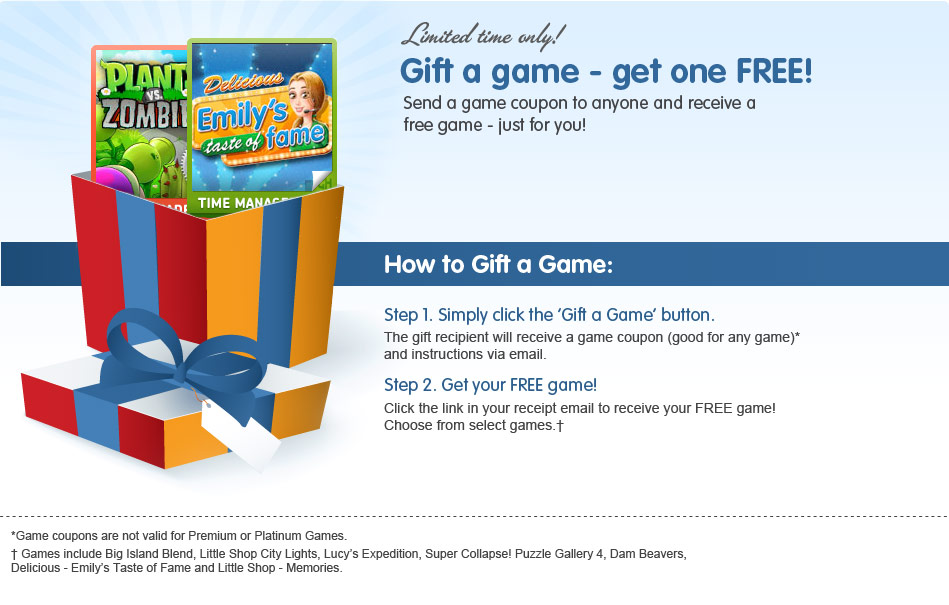 Limited time only!
Gift a game - get one FREE!
Send a game coupon to anyone and receive a
free game - just for you!
PLANT
VS.
ZOMBI
Delicious
Emily's
taste of fame
TIME MANAG
How to Gift a Game:
Step 1. Simply click the ‘Gift a Game’ button.
The gift recipient will receive a game coupon (good for any game)*
and instructions via email.
Step 2. Get your FREE game!
Click the link in your receipt email to receive your FREE game!
Choose from select games.†
*Game coupons are not valid for Premium or Platinum Games.
† Games include Big Island Blend, Little Shop City Lights, Lucy’s Expedition, Super Collapse! Puzzle Gallery 4, Dam Beavers,
Delicious - Emily’s Taste of Fame and Little Shop - Memories.